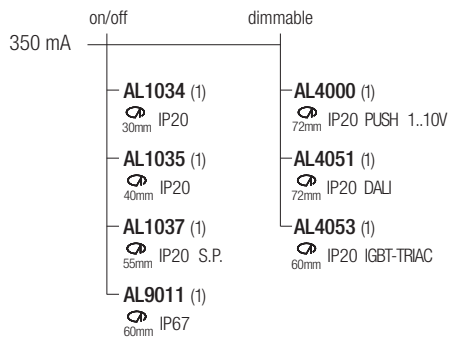 on/off dimmable
350 mA
AL1034 (1)
30mm IP20
AL1035 (1)
40mm IP20
AL1037 (1)
55mm IP20 S.P.
AL9011 (1)
60mm IP67
AL4000 (1)
72mm IP20 PUSH 1..10V
AL4051 (1)
72mm IP20 DALI
AL4053 (1)
60mm IP20 IGBT-TRIAC